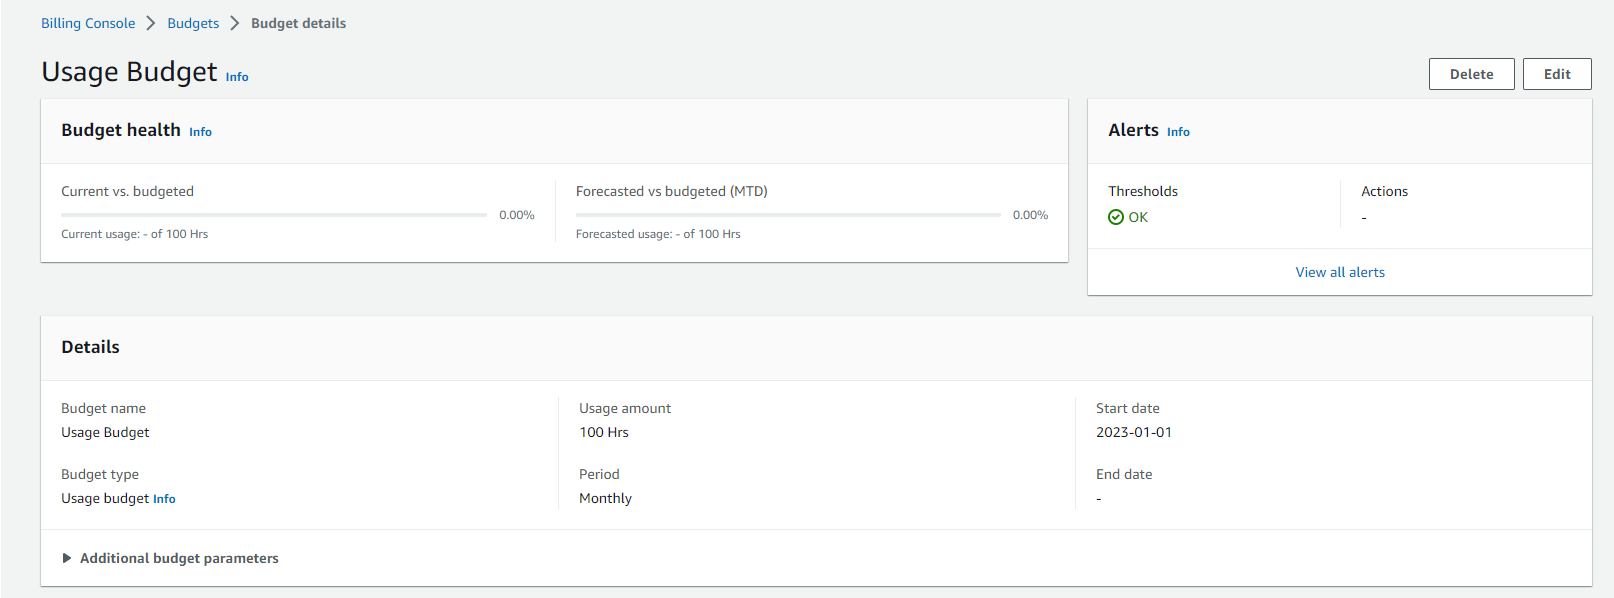 Billing Console > Budgets > Budget details
Usage Budget Info
Delete
Edit
Budget health Info
Current vs. budgeted
0.00%
Current usage: - of 100 Hrs
Forecasted vs budgeted (MTD)
0.00%
Forecasted usage: - of 100 Hrs
Alerts Info
Thresholds
OK
Actions
-
View all alerts
Details
Budget name
Usage Budget
Budget type
Usage budget Info
Usage amount
100 Hrs
Period
Monthly
Start date
2023-01-01
End date
-
Additional budget parameters